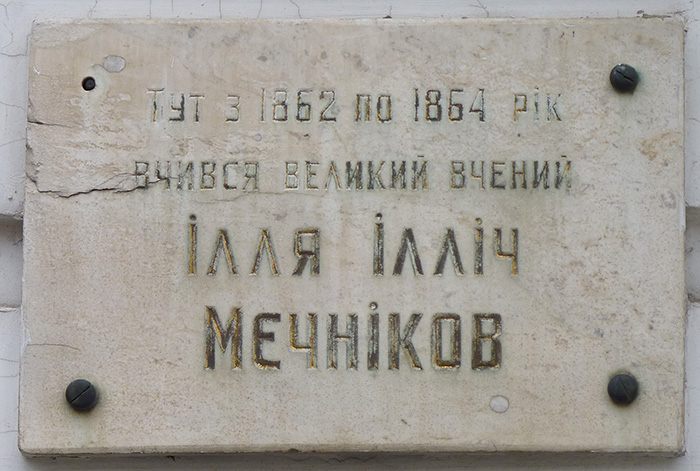 Тут з 1862 по 1864 рік
вчився великий вчений
Ілля Ілліч
Мечніков